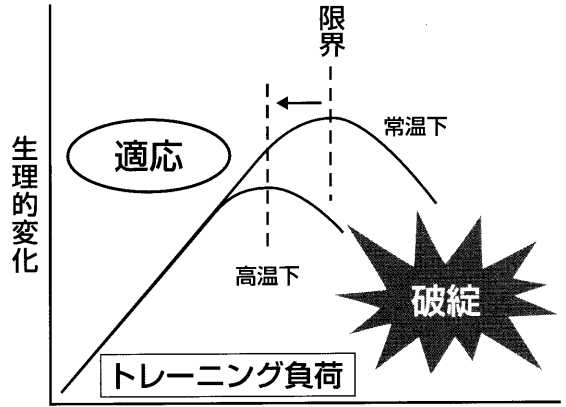 限界
常温下
適応
生理的変化
高温下
破綻
トレーニング負荷